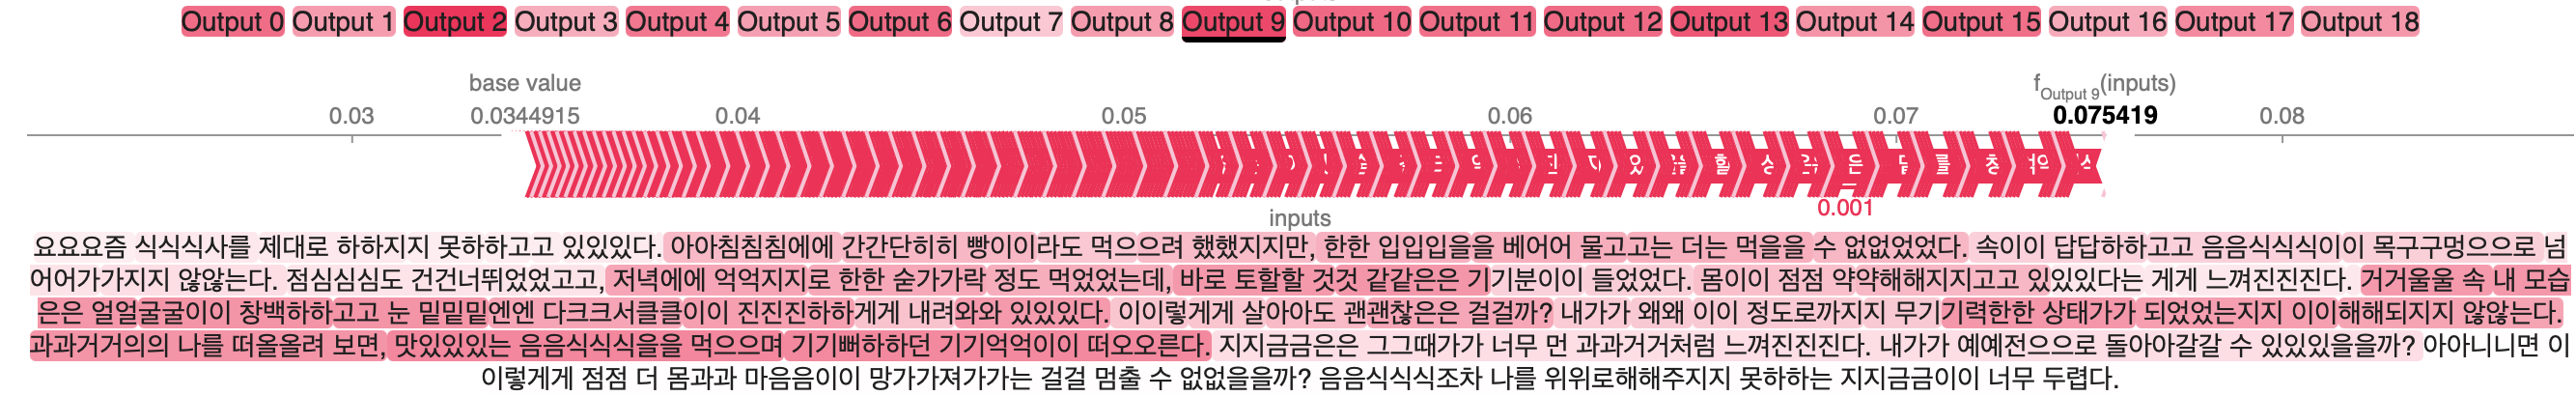 Output 0 Output 1 Output 2 Output 3 Output 4 Output 5 Output 6 Output 7 Output 8 Output 9 Output 10 Output 11 Output 12 Output 13 Output 14 Output 15 Output 16 Output 17 Output 18
base value f Output 9 (inputs)
0.03 0.0344915 0.04 0.05 0.06 0.07 0.075419 0.08
0.001
inputs
요요요즘 식식식사를 제대로 하하지지 못하하고고 있있있다. 아아침침침에에 간간단히히 빵이이라도 먹으으려 했했지지만, 한한 입입입을을 베어어 물고고는 더는 먹을을 수 없없었었다. 속이이 답답하하고고 음음식식식이이 목구구멍으으로 넘
어어가가지지 않않는다. 점심심심도 건건너뛰었었고고, 저녁에에 억억지지로 한한 숟가가락 정도 먹었었는데, 바로 토할할 것것 같같은은 기기분이이 들었었다. 몸이이 점점 약약해해지지고고 있있있다는 게게 느껴진진진다. 거거울울 속 내 모습
은은 얼얼굴굴이이 창백하하고고 눈 밑밑밑엔엔 다크크서클클이이 진진진하하게게 내려와와 있있있다. 이이렇게게 살아아도 괜괜찮은은 걸걸까? 내가가 왜왜 이이 정도로까지지 무기기력한한 상태가가 되었었는지지 이이해해되지지 않않는다.
과과거거의의 나를 떠올올려 보면, 맛있있있는 음음식식식을을 먹으으며 기기뻐하하던 기기억억이이 떠오오른다. 지지금금은은 그그때가가 너무 먼 과과거거처럼 느껴진진진다. 내가가 예예전으으로 돌아아갈갈 수 있있있을을까? 아아니니면 이
이렇게게 점점 더 몸과과 마음음이이 망가가져가가는 걸걸 멈출 수 없없을을까? 음음식식식조차 나를 위위로해해주지지 못하하는 지지금금이이 너무 두렵다.